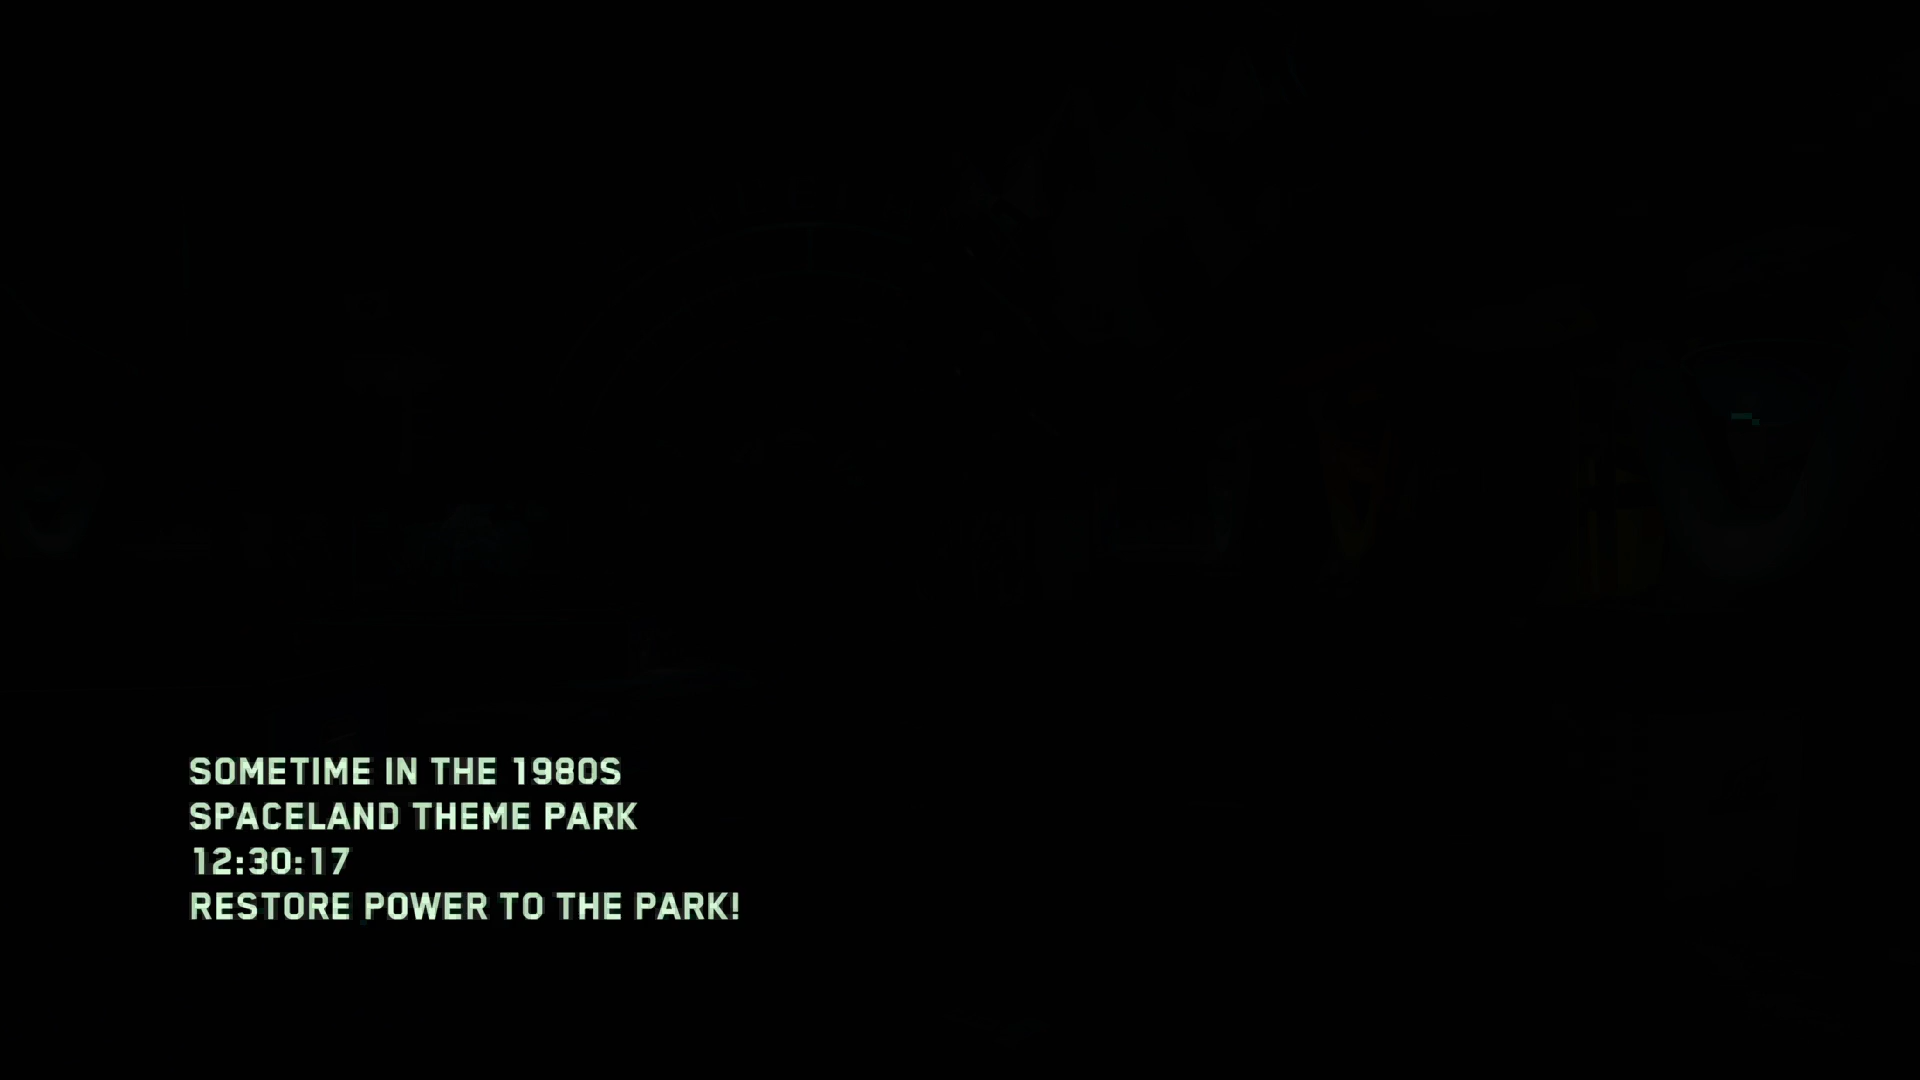 SOMETIME IN THE 1980S
SPACELAND THEME PARK
12:30:17
RESTORE POWER TO THE PARK!